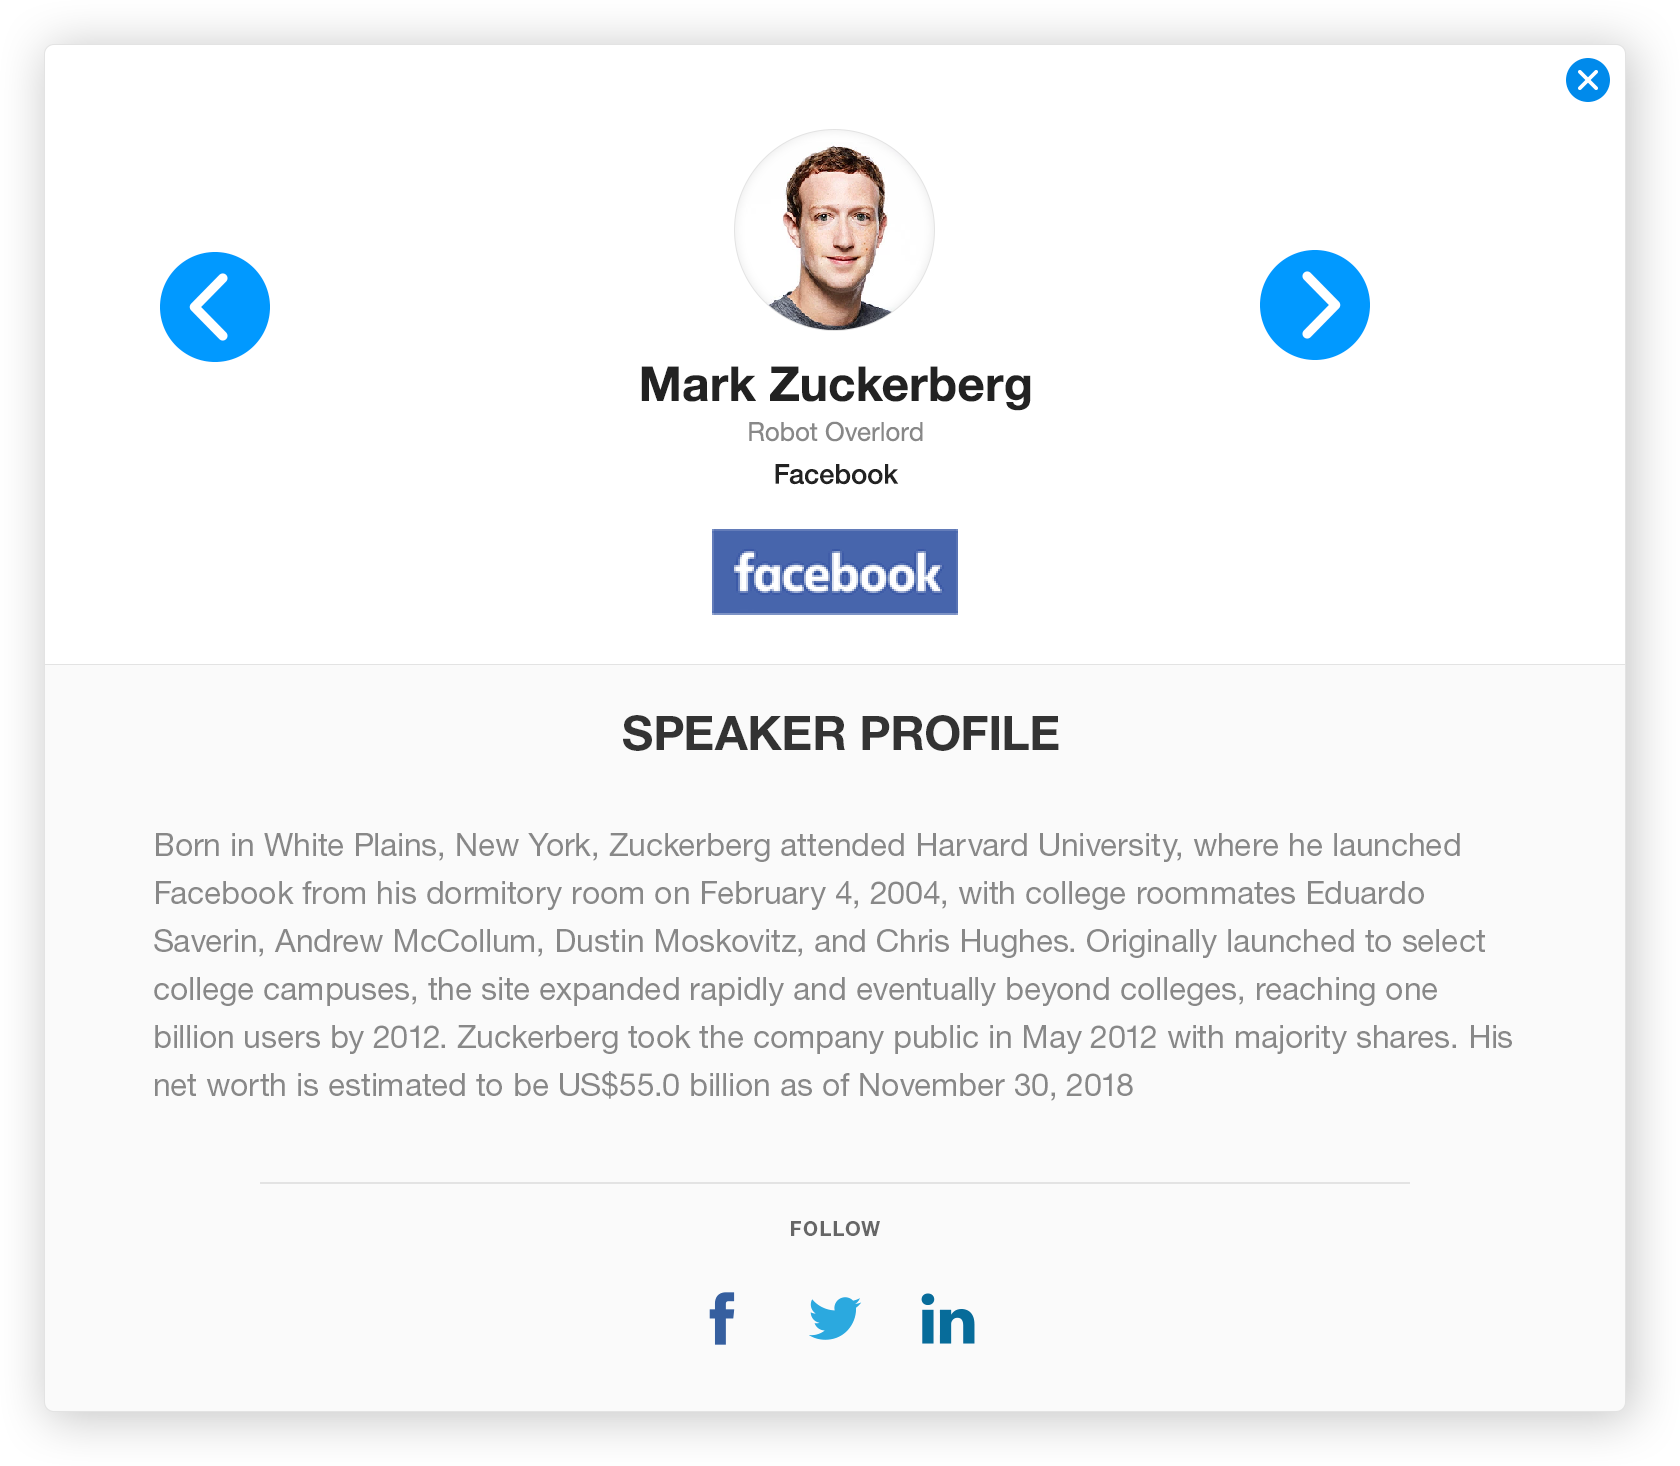 Mark Zuckerberg
Robot Overlord
Facebook
facebook
SPEAKER PROFILE
Born in White Plains, New York, Zuckerberg attended Harvard University, where he launched
Facebook from his dormitory room on February 4, 2004, with college roommates Eduardo
Saverin, Andrew McCollum, Dustin Moskovitz, and Chris Hughes. Originally launched to select
college campuses, the site expanded rapidly and eventually beyond colleges, reaching one
billion users by 2012. Zuckerberg took the company public in May 2012 with majority shares. His
net worth is estimated to be US$55.0 billion as of November 30, 2018
FOLLOW
f
in